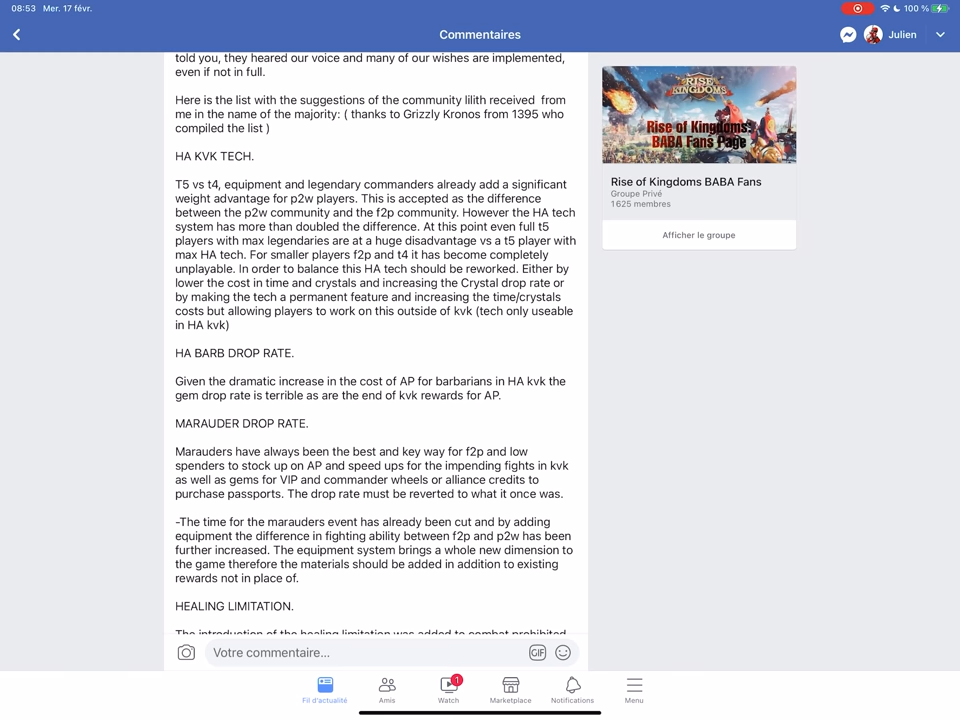 08:53 Mer. 17 févr.
100 %
Commentaires
Julien
told you, they heard our voice and many of our wishes are implemented,
even if not in full.
Here is the list with the suggestions of the community lilith received from
me in the name of the majority: ( thanks to Grizzly Kronos from 1395 who
compiled the list )
HA KVK TECH.
T5 vs t4, equipment and legendary commanders already add a significant
weight advantage for p2w players. This is accepted as the difference
between the p2w community and the f2p community. However the HA tech
system has more than doubled the difference. At this point even full t5
players with max legendaries are at a huge disadvantage vs a t5 player with
max HA tech. For smaller players f2p and t4 it has become completely
unplayable. In order to balance this HA tech should be reworked. Either by
lower the cost in time and crystals and increasing the Crystal drop rate or
by making the tech a permanent feature and increasing the time/crystals
costs but allowing players to work on this outside of kvk (tech only useable
in HA kvk)
HA BARB DROP RATE.
Given the dramatic increase in the cost of AP for barbarians in HA kvk the
gem drop rate is terrible as are the end of kvk rewards for AP.
MARAUDER DROP RATE.
Marauders have always been the best and key way for f2p and low
spenders to stock up on AP and speed ups for the impending fights in kvk
as well as gems for VIP and commander wheels or alliance credits to
purchase passports. The drop rate must be reverted to what it once was.
-The time for the marauders event has already been cut and by adding
equipment the difference in fighting ability between f2p and p2w has been
further increased. The equipment system brings a whole new dimension to
the game therefore the materials should be added in addition to existing
rewards not in place of.
HEALING LIMITATION.
The introduction of the healing limitation was added to combat prohibited
RISE OF
KINGDOMS
Rise of Kingdoms:
BABA Fans Page
Rise of Kingdoms BABA Fans
Groupe Privé
1 625 membres
Afficher le groupe
Votre commentaire...
GIF
1
Fil d'actualité
Amis
Watch
Marketplace
Notifications
Menu